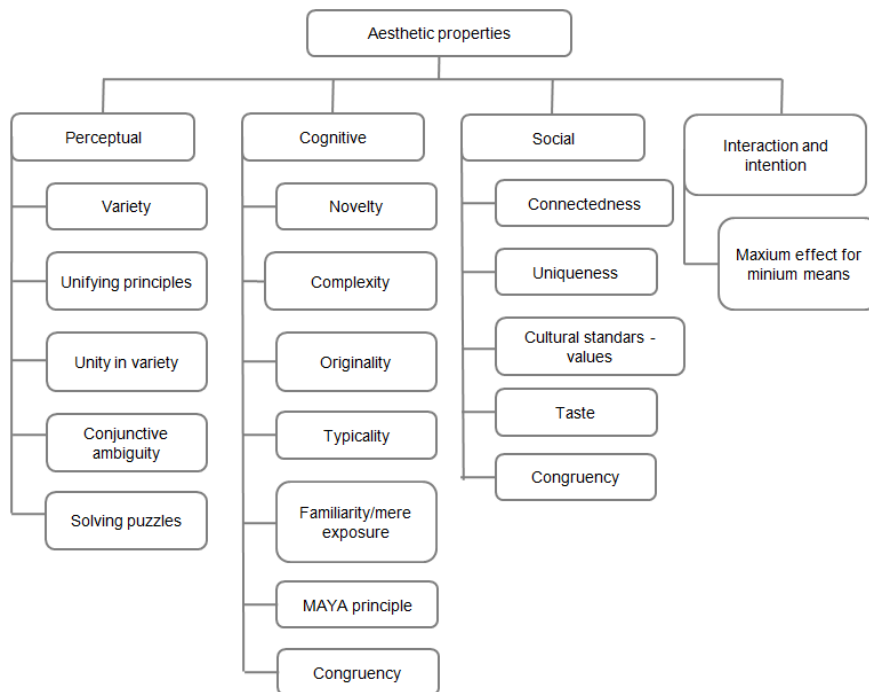 Aesthetic properties
Perceptual
Variety
Unifying principles
Unity in variety
Conjunctive
ambiguity
Solving puzzles
Cognitive
Novelty
Complexity
Originality
Typicality
Familiarity/mere
exposure
MAYA principle
Congruency
Social
Connectedness
Uniqueness
Cultural standars -
values
Taste
Congruency
Interaction and
intention
Maxium effect for
minium means